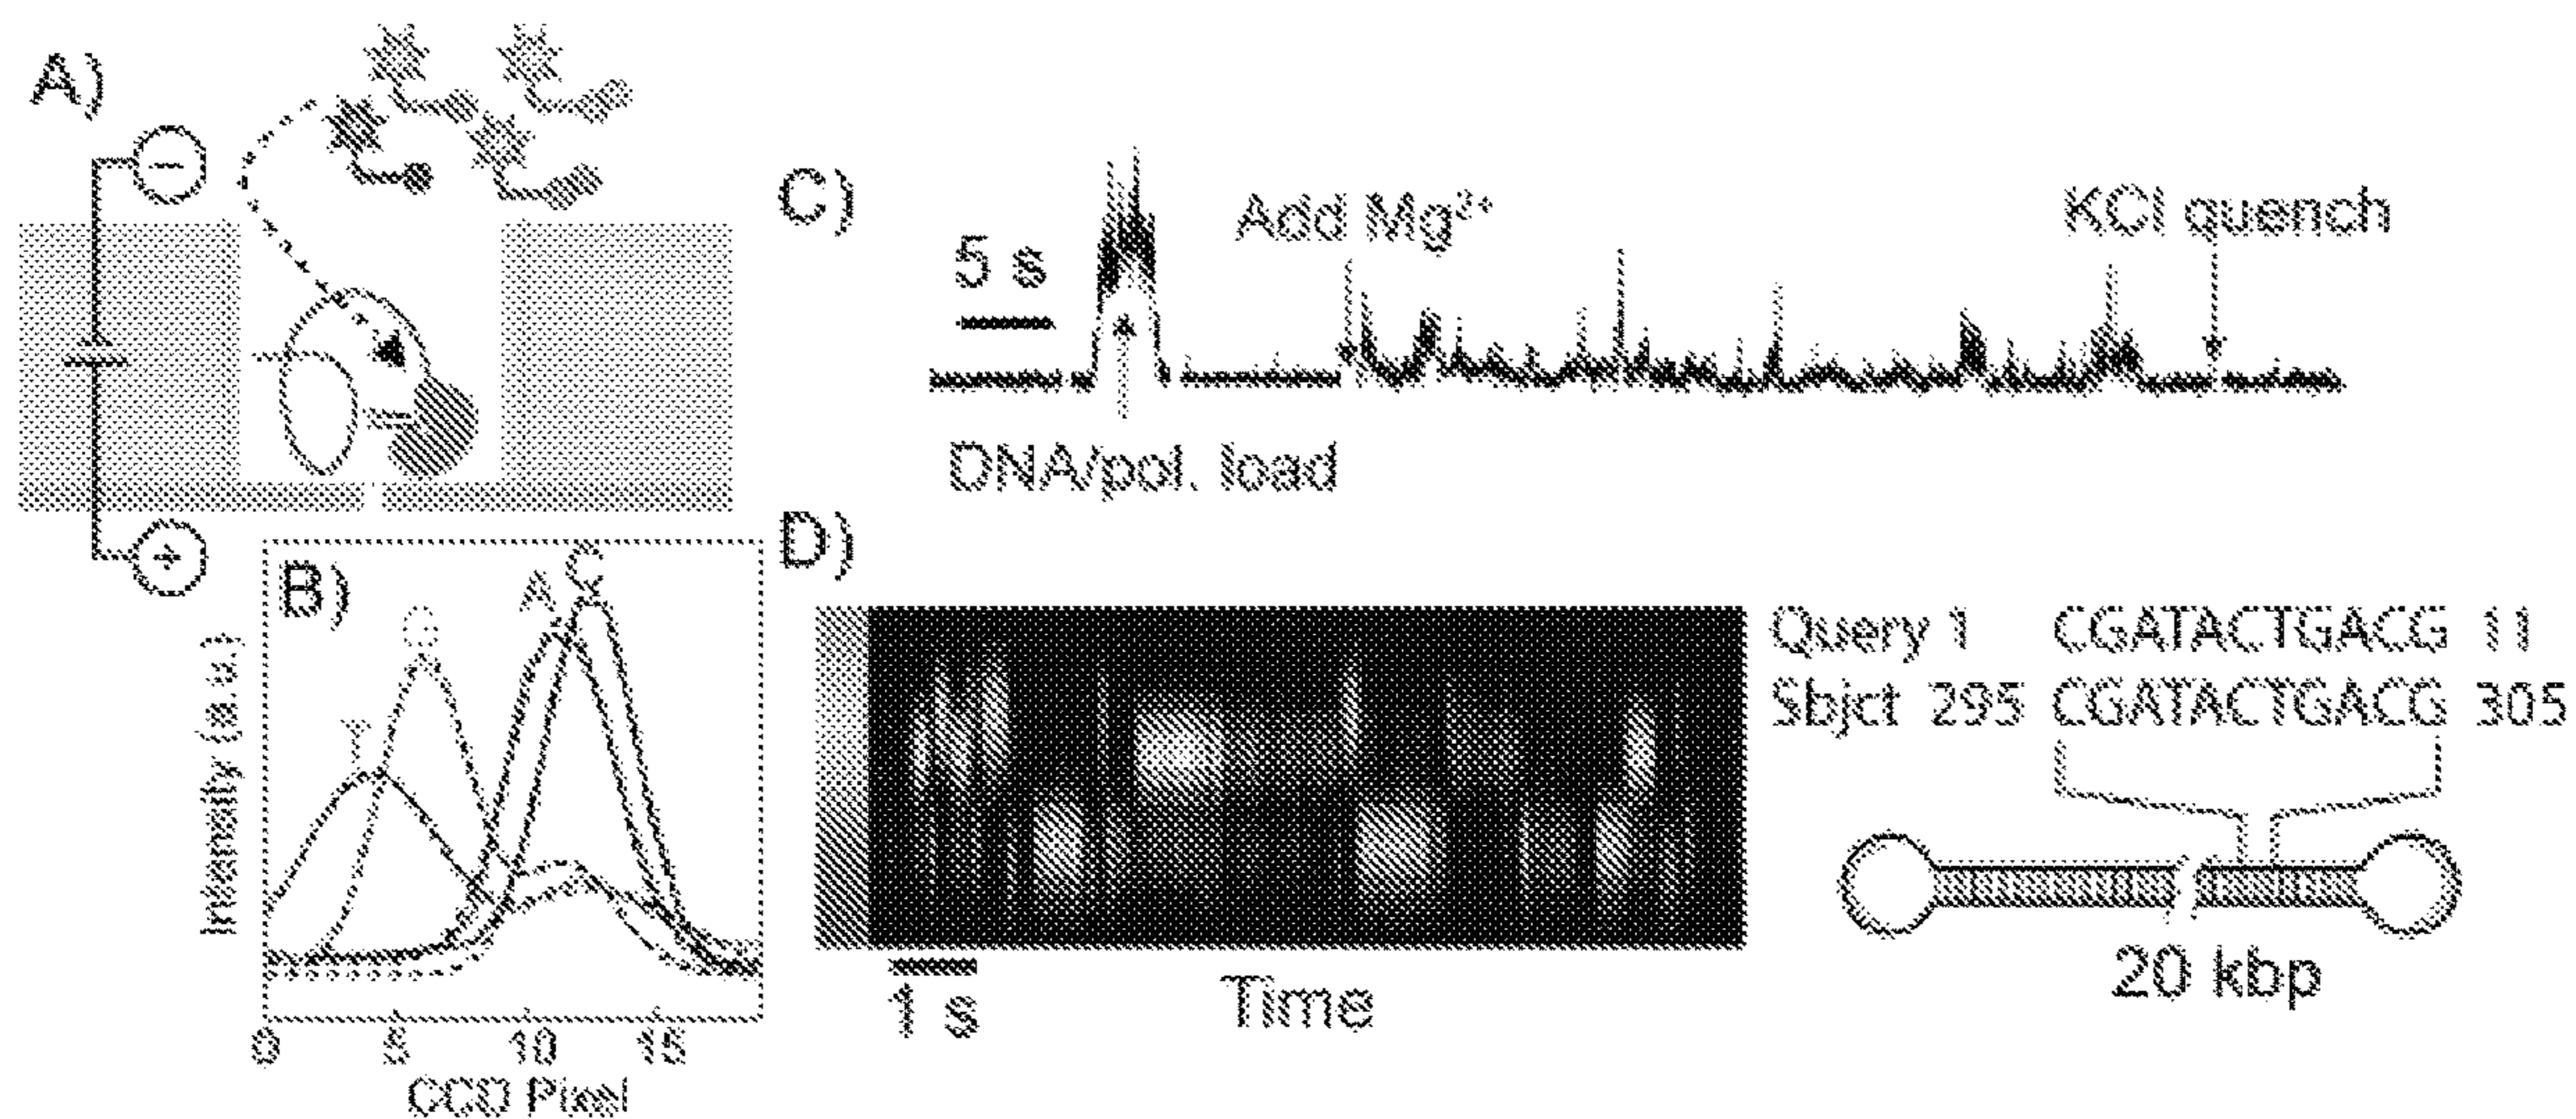 A)
−
+
B)
T
G
A
C
Intensity (a.u.)
0 5 10 15
CCD Pixel
C)
5 s
DNA/pol. load
Add Mg²⁺
KCl quench
D)
1 s
Time
Query 1 CGATACTGACG 11
Sbjct 295 CGATACTGACG 305
20 kbp